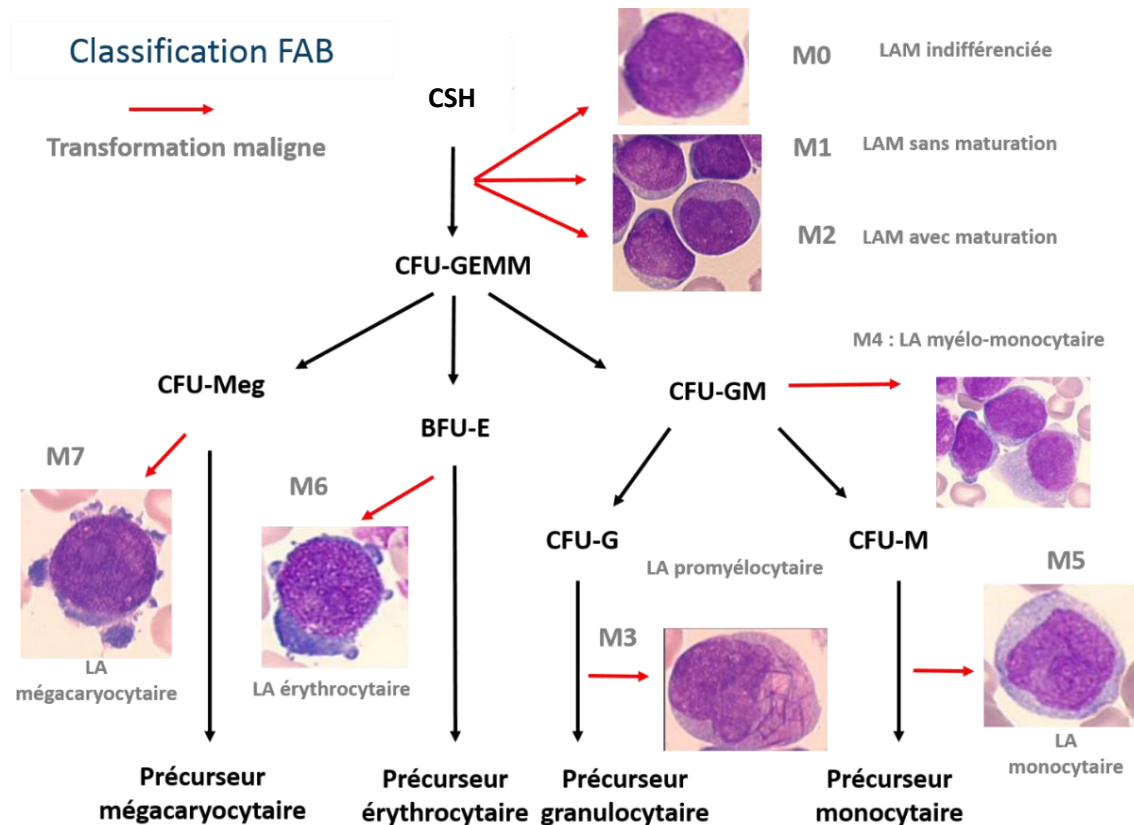 Classification FAB
Transformation maligne
CSH
M0 LAM indifférenciée
M1 LAM sans maturation
M2 LAM avec maturation
CFU-GEMM
M4 : LA myélo-monocytaire
CFU-Meg
CFU-GM
BFU-E
M7
M6
CFU-G
CFU-M
LA promyélocytaire
M5
M3
LA
mégacaryocytaire
LA érythrocytaire
LA
monocytaire
Précurseur
mégacaryocytaire
Précurseur
érythrocytaire
Précurseur
granulocytaire
Précurseur
monocytaire